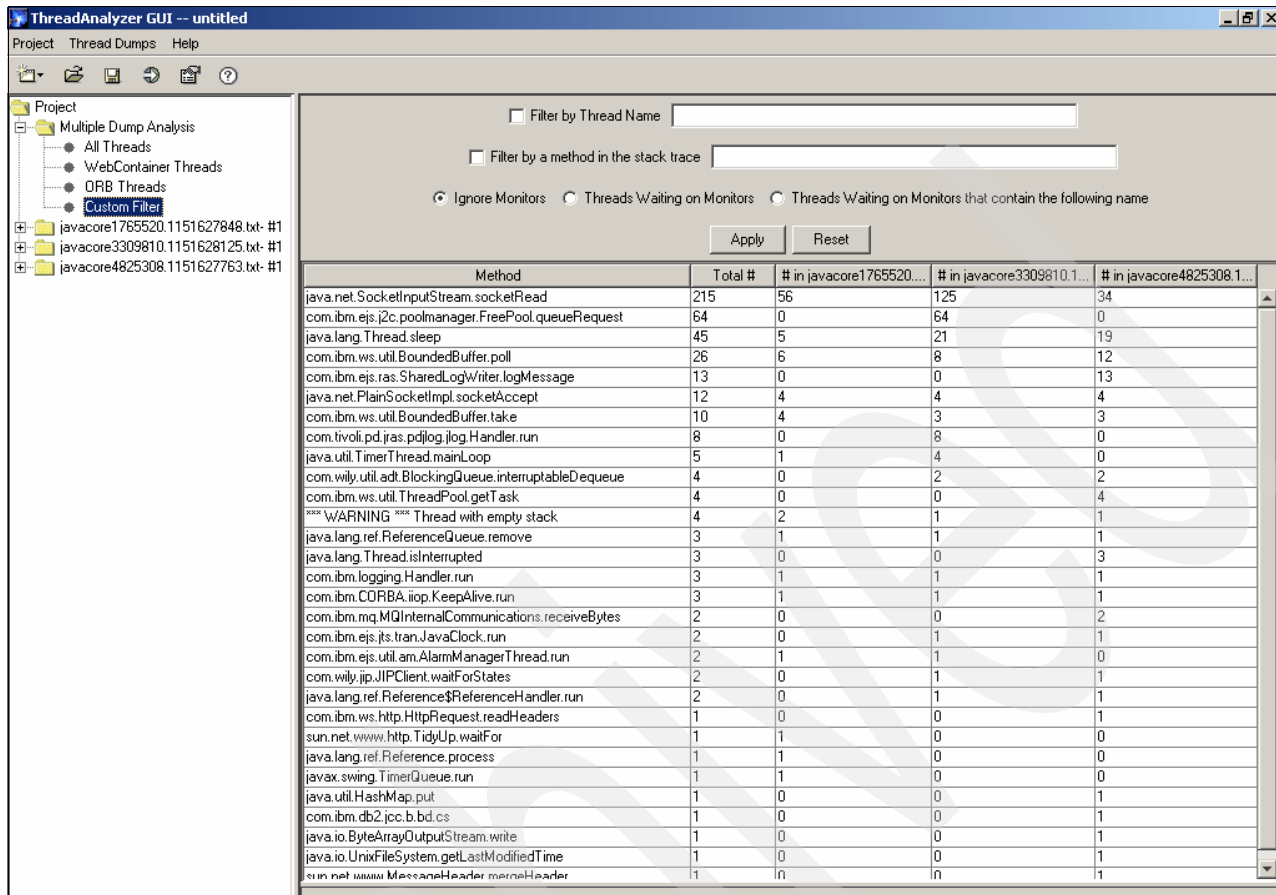 ThreadAnalyzer GUI -- untitled
Project Thread Dumps Help
Project
Multiple Dump Analysis
All Threads
WebContainer Threads
ORB Threads
Custom Filter
javacore1765520.1151627848.txt- #1
javacore3309810.1151628125.txt- #1
javacore4825308.1151627763.txt- #1
Filter by Thread Name
Filter by a method in the stack trace
Ignore Monitors Threads Waiting on Monitors Threads Waiting on Monitors that contain the following name
Apply Reset
Method Total # # in javacore1765520.... # in javacore3309810.1... # in javacore4825308.1...
java.net.SocketInputStream.socketRead 215 56 125 34
com.ibm.ejs.j2c.poolmanager.FreePool.queueRequest 64 0 64 0
java.lang.Thread.sleep 45 5 21 19
com.ibm.ws.util.BoundedBuffer.poll 26 6 8 12
com.ibm.ejs.ras.SharedLogWriter.logMessage 13 0 0 13
java.net.PlainSocketImpl.socketAccept 12 4 4 4
com.ibm.ws.util.BoundedBuffer.take 10 4 3 3
com.tivoli.pd.jras.pdjlog.jlog.Handler.run 8 0 8 0
java.util.TimerThread.mainLoop 5 1 4 0
com.wily.util.adt.BlockingQueue.interruptableDequeue 4 0 2 2
com.ibm.ws.util.ThreadPool.getTask 4 0 0 4
*** WARNING *** Thread with empty stack 4 2 1 1
java.lang.ref.ReferenceQueue.remove 3 1 1 1
java.lang.Thread.isInterrupted 3 0 0 3
com.ibm.logging.Handler.run 3 1 1 1
com.ibm.CORBA.iiop.KeepAlive.run 3 1 1 1
com.ibm.mq.MQInternalCommunications.receiveBytes 2 0 0 2
com.ibm.ejs.jts.tran.JavaClock.run 2 0 1 1
com.ibm.ejs.util.am.AlarmManagerThread.run 2 1 1 0
com.wily.jip.JIPClient.waitForStates 2 0 1 1
java.lang.ref.Reference$ReferenceHandler.run 2 0 1 1
com.ibm.ws.http.HttpRequest.readHeaders 1 0 0 1
sun.net.www.http.TidyUp.waitFor 1 1 0 0
java.lang.ref.Reference.process 1 1 0 0
javax.swing.TimerQueue.run 1 1 0 0
java.util.HashMap.put 1 0 0 1
com.ibm.db2.jcc.b.bd.cs 1 0 0 1
java.io.ByteArrayOutputStream.write 1 0 0 1
java.io.UnixFileSystem.getLastModifiedTime 1 0 0 1
sun.net.www.MessageHeader.mergeHeader 1 0 0 1